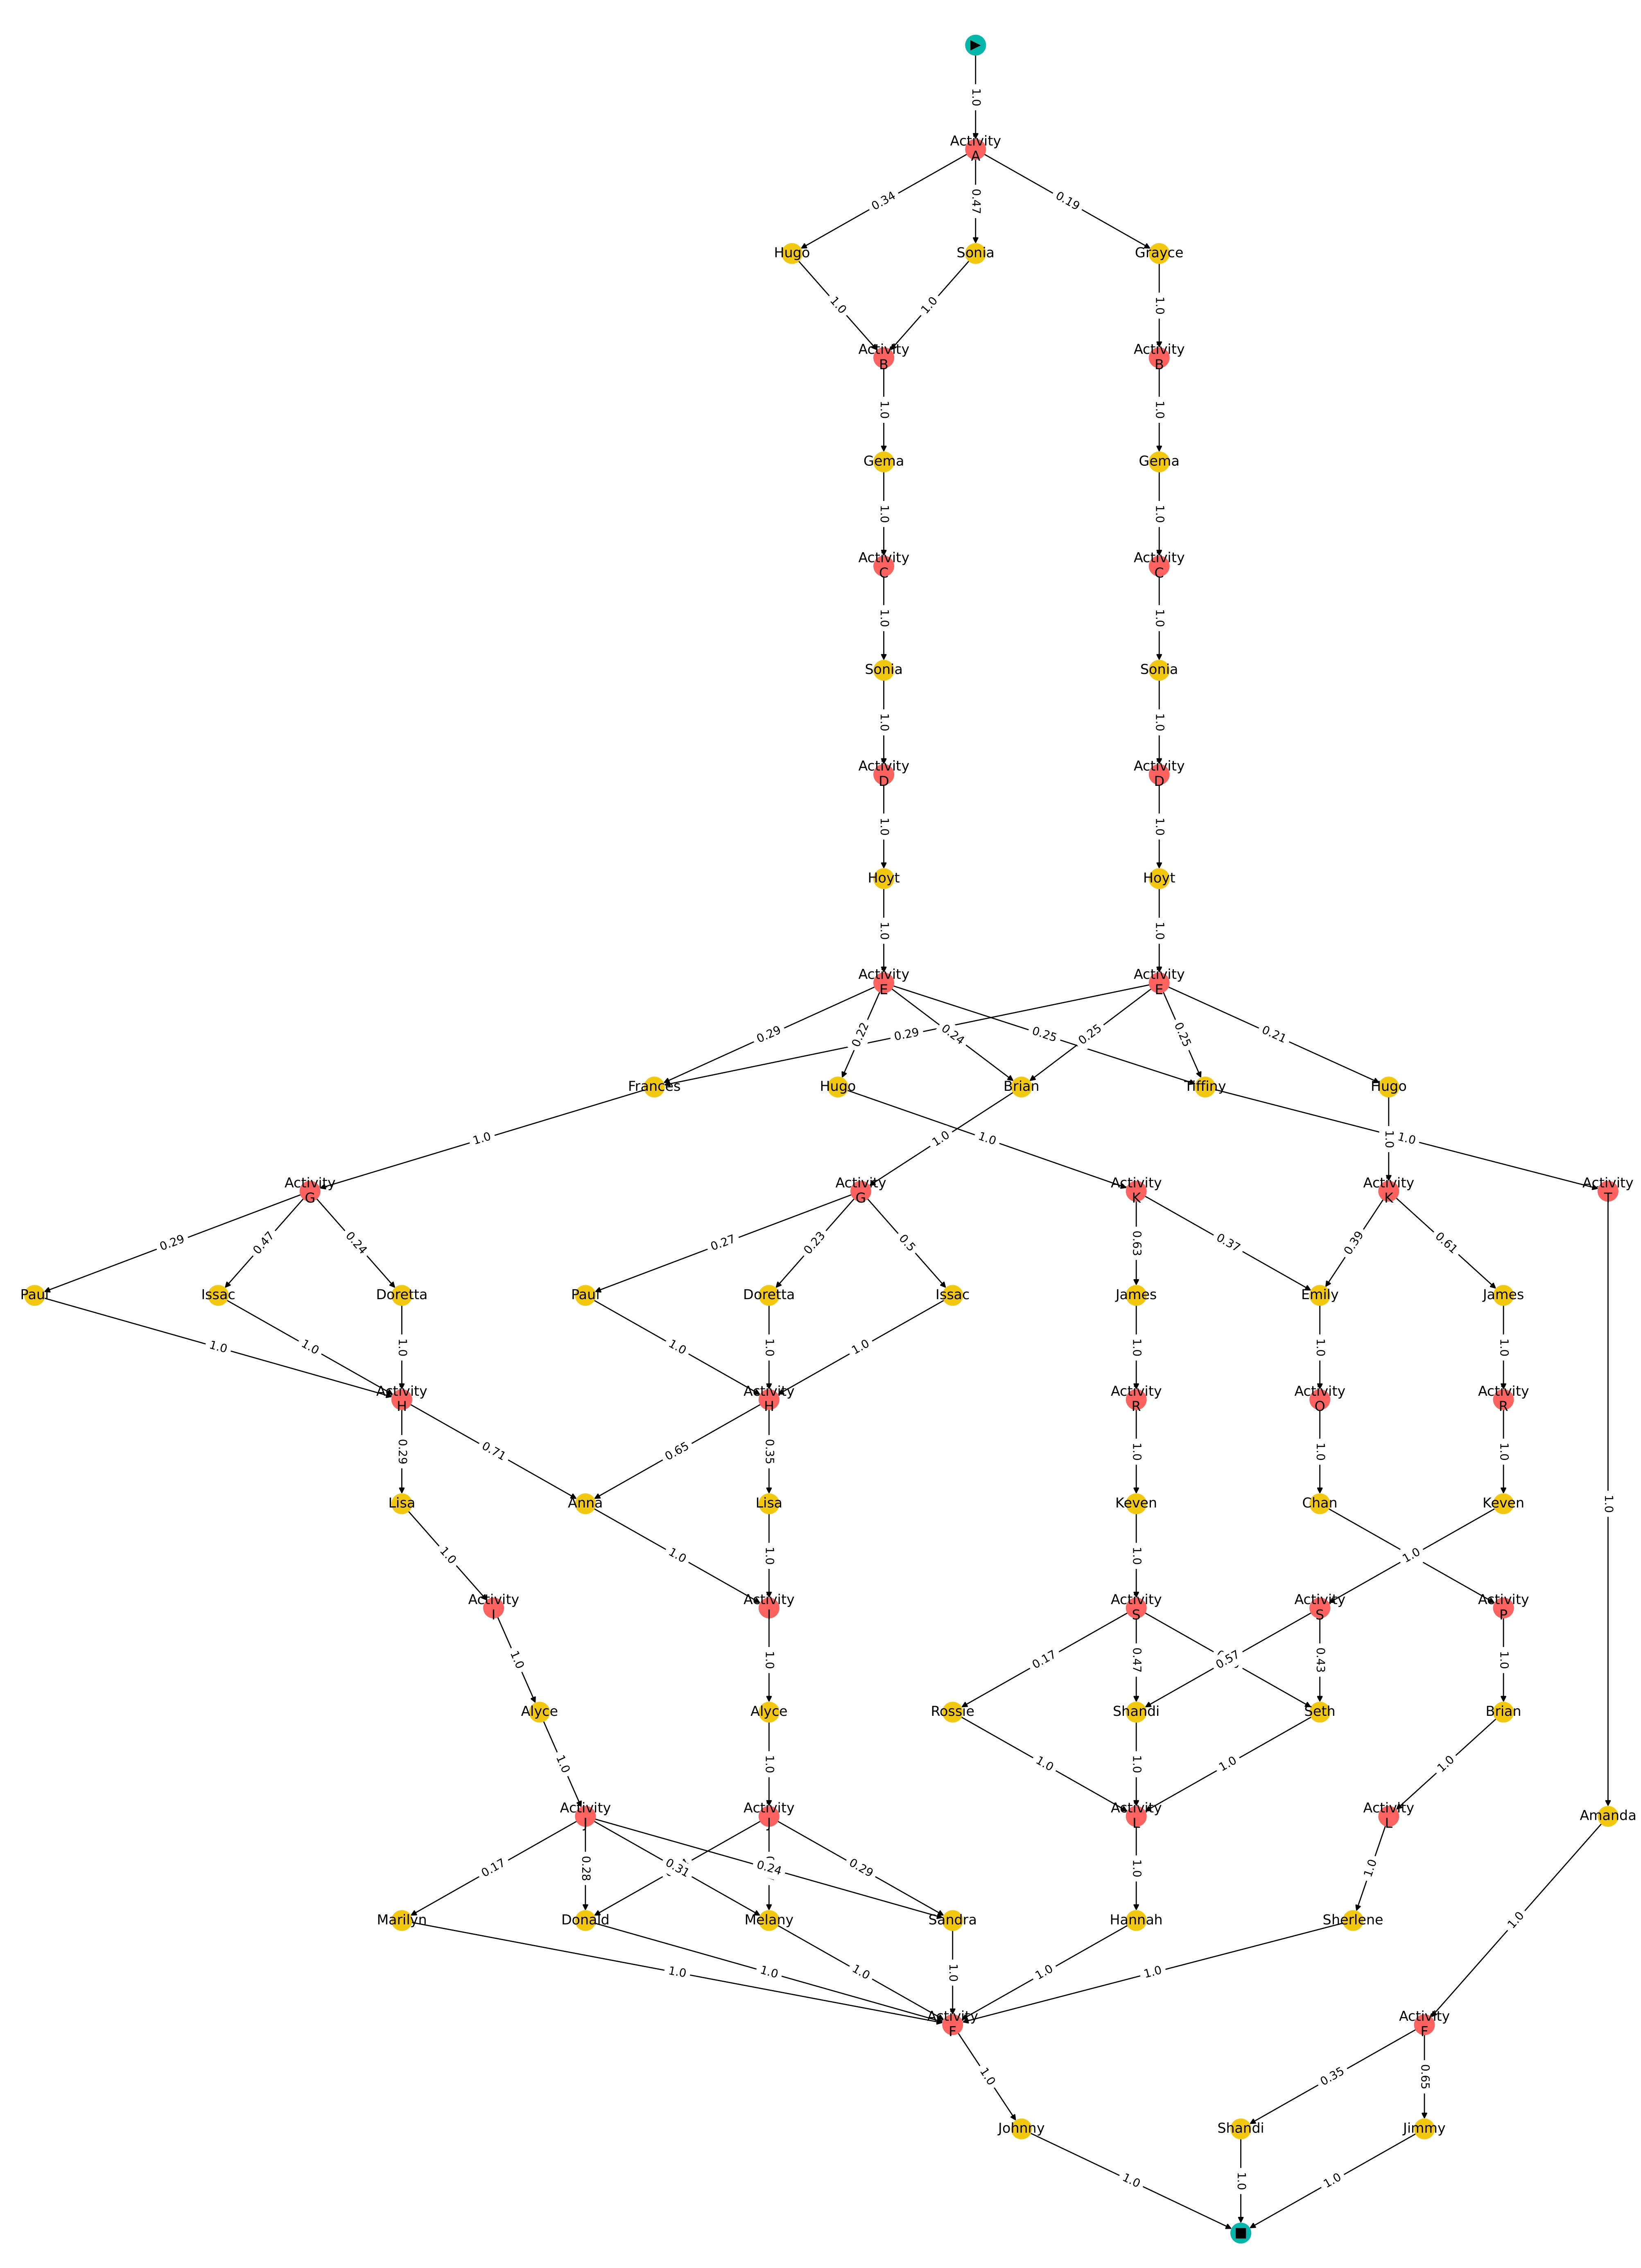 1.0
Activity
A
0.34
0.47
0.19
Hugo
Sonia
Grayce
1.0
1.0
1.0
Activity
B
Activity
B
1.0
1.0
Gema
Gema
1.0
1.0
Activity
C
Activity
C
1.0
1.0
Sonia
Sonia
1.0
1.0
Activity
D
Activity
D
1.0
1.0
Hoyt
Hoyt
1.0
1.0
Activity
E
Activity
E
0.29
0.22
0.29
0.24
0.25
0.25
0.25
0.21
Frances
Hugo
Brian
Tiffiny
Hugo
1.0
1.0
1.0
1.0
1.0
Activity
G
Activity
G
Activity
K
Activity
K
Activity
T
0.29
0.47
0.24
0.27
0.23
0.5
0.63
0.37
0.39
0.61
Paul
Issac
Doretta
Paul
Doretta
Issac
James
Emily
James
1.0
1.0
1.0
1.0
1.0
1.0
1.0
1.0
1.0
Activity
H
Activity
H
Activity
R
Activity
O
Activity
R
0.29
0.71
0.65
0.35
1.0
1.0
1.0
1.0
Lisa
Anna
Lisa
Keven
Chan
Keven
1.0
1.0
1.0
1.0
1.0
Activity
I
Activity
I
Activity
S
Activity
S
Activity
P
1.0
1.0
0.17
0.47
0.57
0.43
1.0
Alyce
Alyce
Rossie
Shandi
Seth
Brian
1.0
1.0
1.0
1.0
1.0
1.0
Activity
J
Activity
J
Activity
L
Activity
L
Amanda
0.17
0.28
0.31
0.24
0.29
1.0
1.0
Marilyn
Donald
Melany
Sandra
Hannah
Sherlene
1.0
1.0
1.0
1.0
1.0
1.0
1.0
Activity
F
Activity
F
1.0
0.35
0.65
Johnny
Shandi
Jimmy
1.0
1.0
1.0